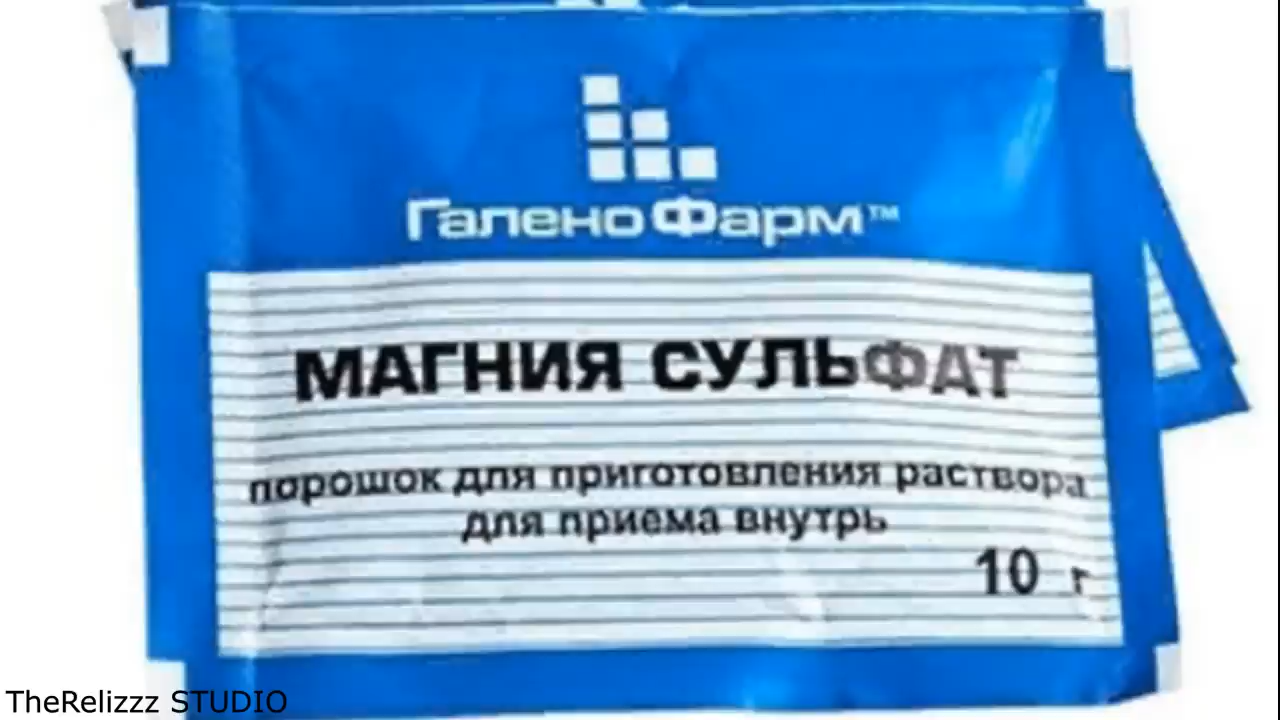 ГаленоФарм™
МАГНИЯ СУЛЬФАТ
порошок для приготовления раствора
для приема внутрь
10 г
TheRelizzz STUDIO